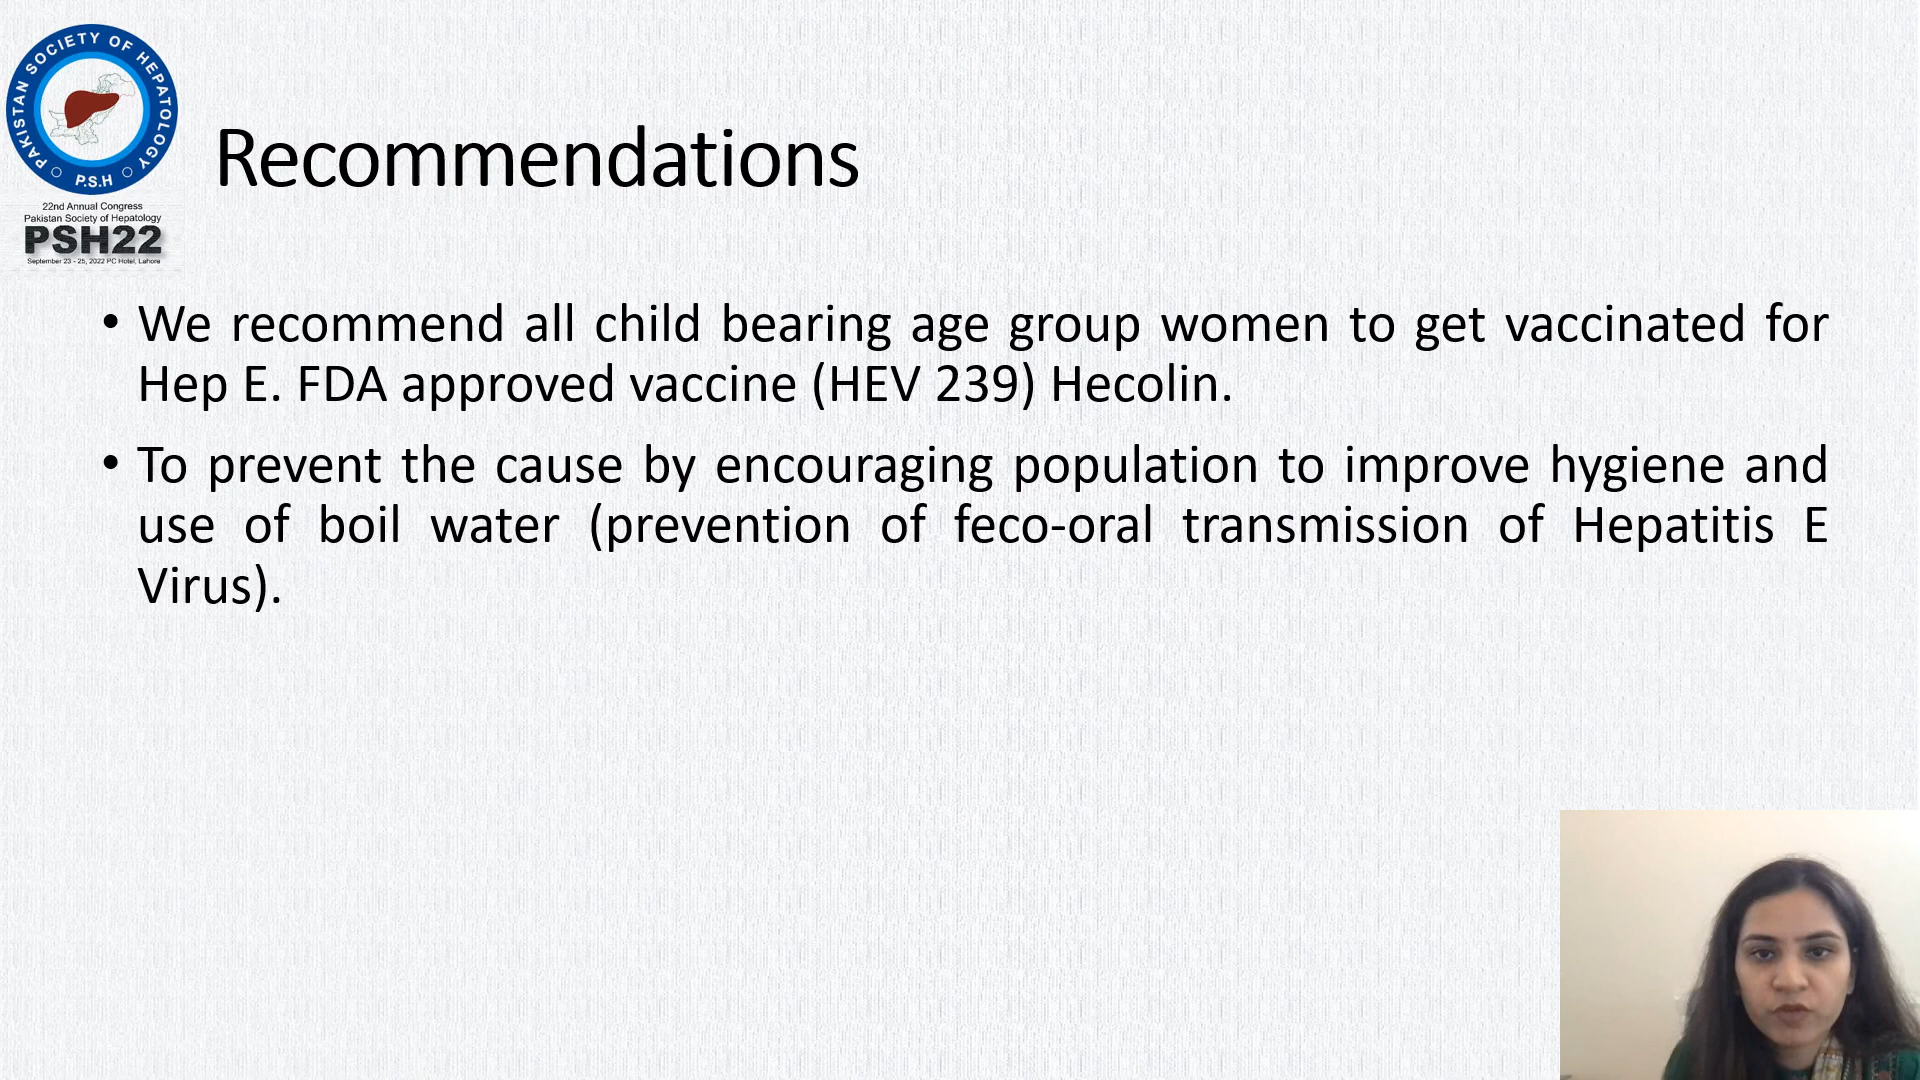 PAKISTAN SOCIETY OF HEPATOLOGY
P.S.H
22nd Annual Congress
Pakistan Society of Hepatology
PSH22
September 23 - 25, 2022 PC Hotel, Lahore
Recommendations
• We recommend all child bearing age group women to get vaccinated for
Hep E. FDA approved vaccine (HEV 239) Hecolin.
• To prevent the cause by encouraging population to improve hygiene and
use of boil water (prevention of feco-oral transmission of Hepatitis E
Virus).